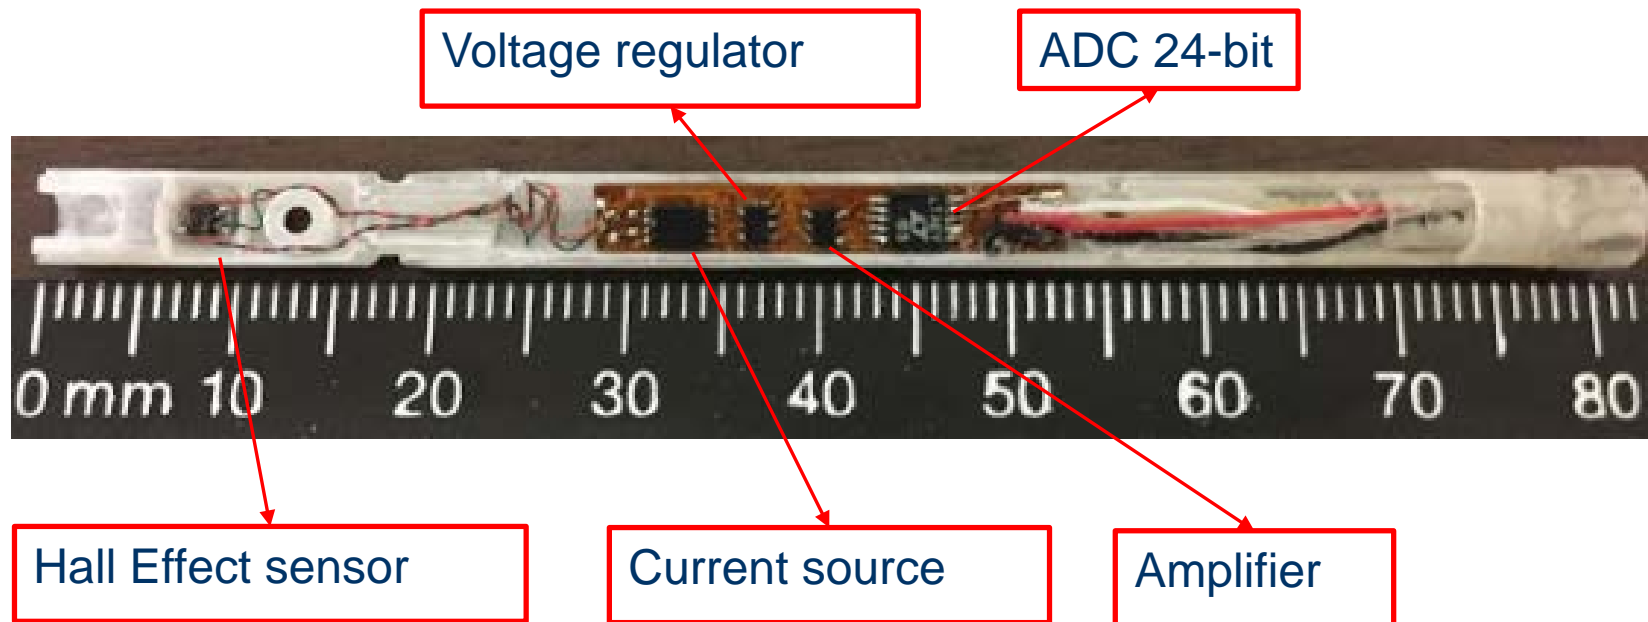 Voltage regulator
ADC 24-bit
0 mm 10 20 30 40 50 60 70 80
Hall Effect sensor
Current source
Amplifier